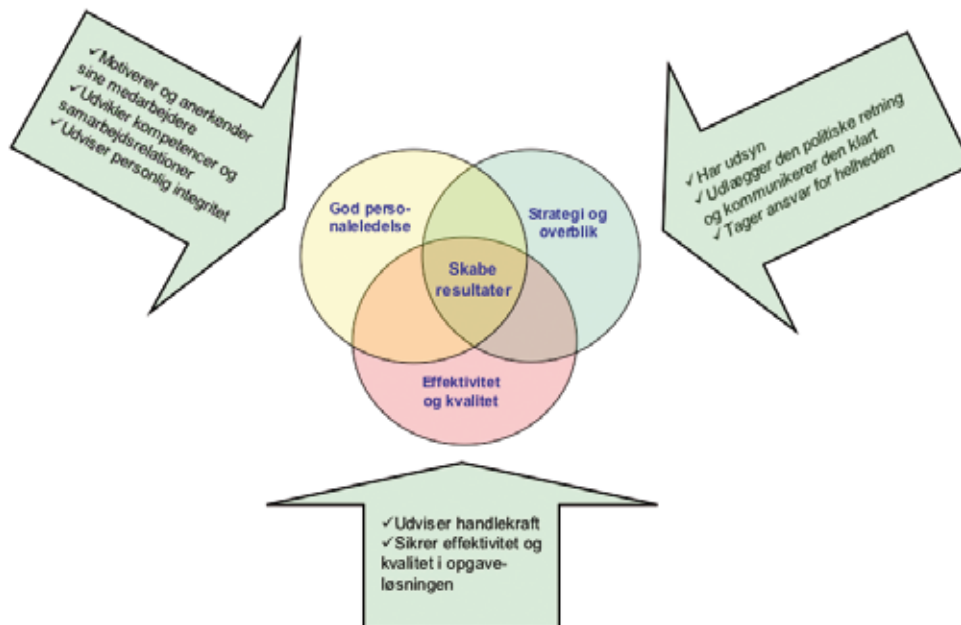 ✓Motiverer og anerkender
sine medarbejdere
✓Udvikler kompetencer og
samarbejdsrelationer
✓Udviser personlig integritet
✓Har udsyn
✓Udlægger den politiske retning
og kommunikerer den klart
✓Tager ansvar for helheden
God perso-
naleledelse
Strategi og
overblik
Skabe
resultater
Effektivitet
og kvalitet
✓Udviser handlekraft
✓Sikrer effektivitet og
kvalitet i opgave-
løsningen